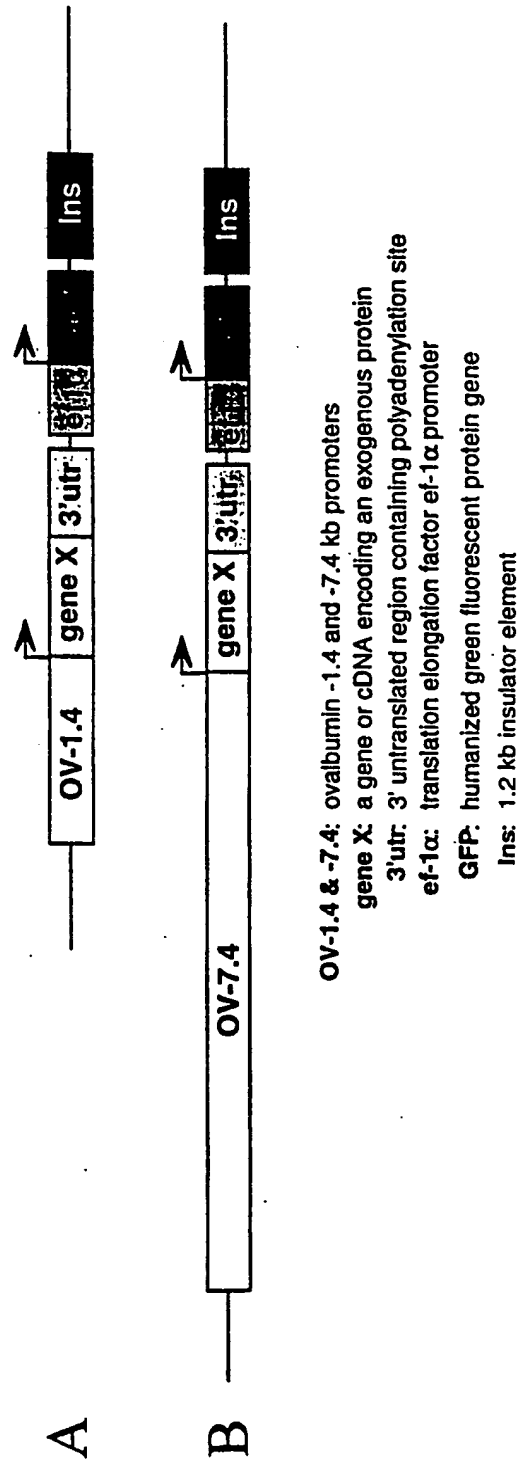 A
OV-1.4 gene X 3'utr Ins
B
OV-7.4 gene X 3'utr Ins
OV-1.4 & -7.4: ovalbumin -1.4 and -7.4 kb promoters
gene X: a gene or cDNA encoding an exogenous protein
3'utr: 3' untranslated region containing polyadenylation site
ef-1α: translation elongation factor ef-1α promoter
GFP: humanized green fluorescent protein gene
Ins: 1.2 kb insulator element